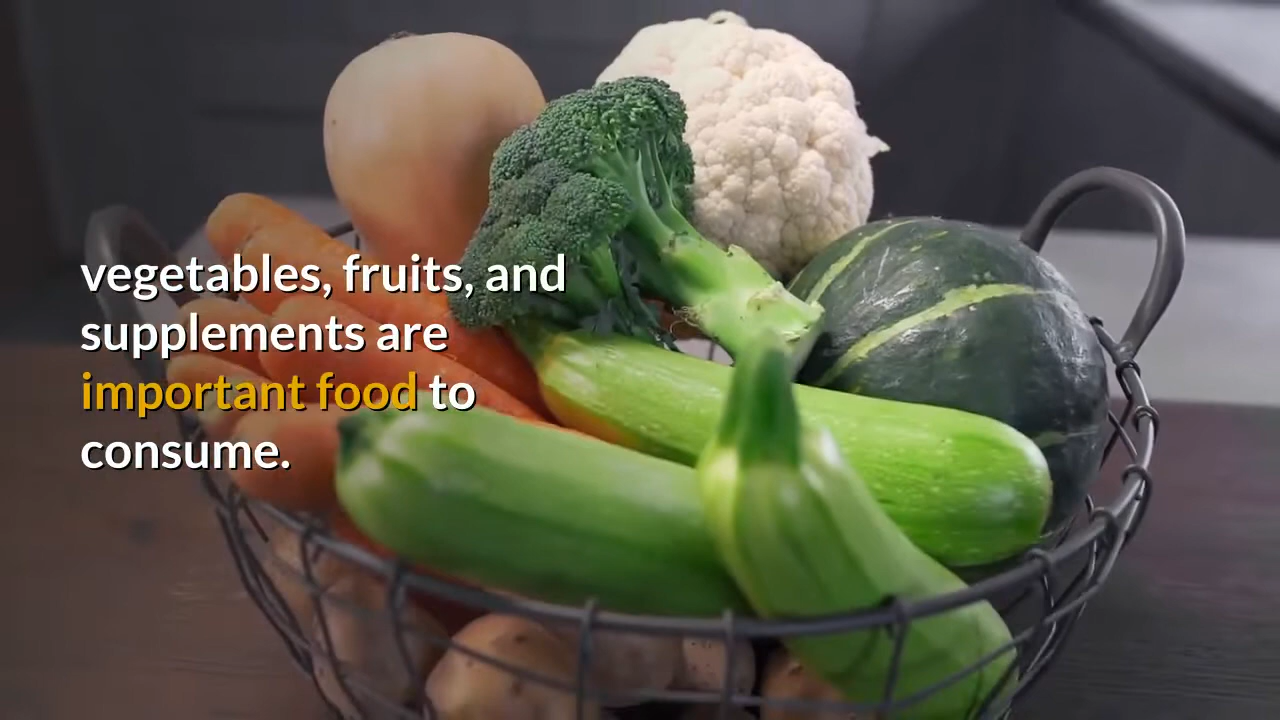 vegetables, fruits, and
supplements are
important food to
consume.